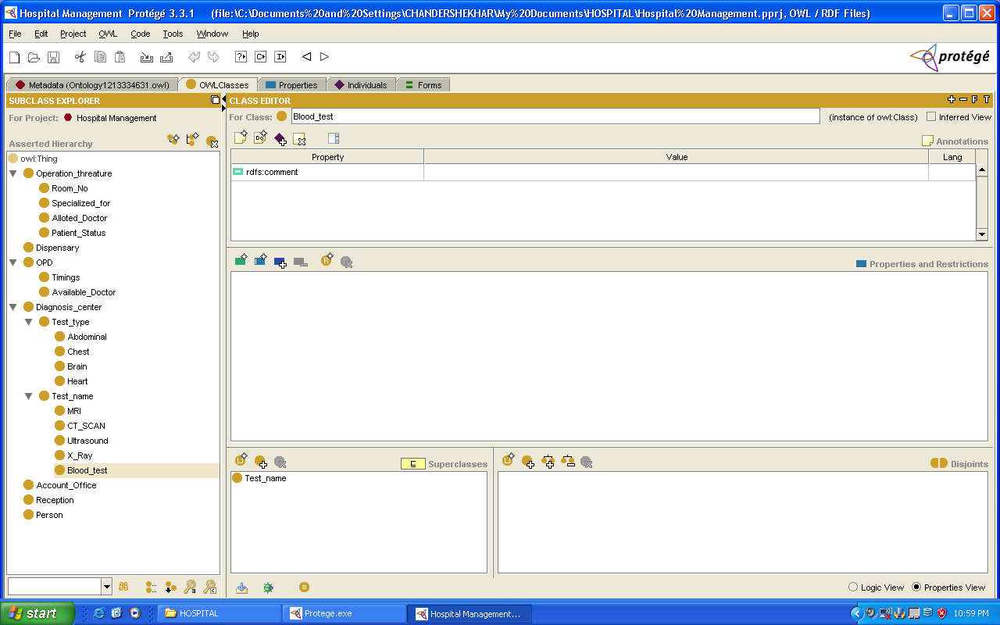 Hospital Management  Protégé 3.3.1     (file:\C:\Documents%20and%20Settings\CHANDERSHEKHAR\My%20Documents\HOSPITAL\Hospital%20Management.pprj, OWL / RDF Files)
File Edit Project OWL Code Tools Window Help
protégé
Metadata (Ontology1213334631.owl) OWLClasses Properties Individuals Forms
SUBCLASS EXPLORER
For Project: Hospital Management
Asserted Hierarchy
owl:Thing
Operation_threature
Room_No
Specialized_for
Alloted_Doctor
Patient_Status
Dispensary
OPD
Timings
Available_Doctor
Diagnosis_center
Test_type
Abdominal
Chest
Brain
Heart
Test_name
MRI
CT_SCAN
Ultrasound
X_Ray
Blood_test
Account_Office
Reception
Person
CLASS EDITOR
F T
For Class: Blood_test (instance of owl:Class) Inferred View
Annotations
Property Value Lang
rdfs:comment
Properties and Restrictions
Superclasses
Test_name
Disjoints
Logic View Properties View
start HOSPITAL Protege.exe Hospital Management... 10:59 PM